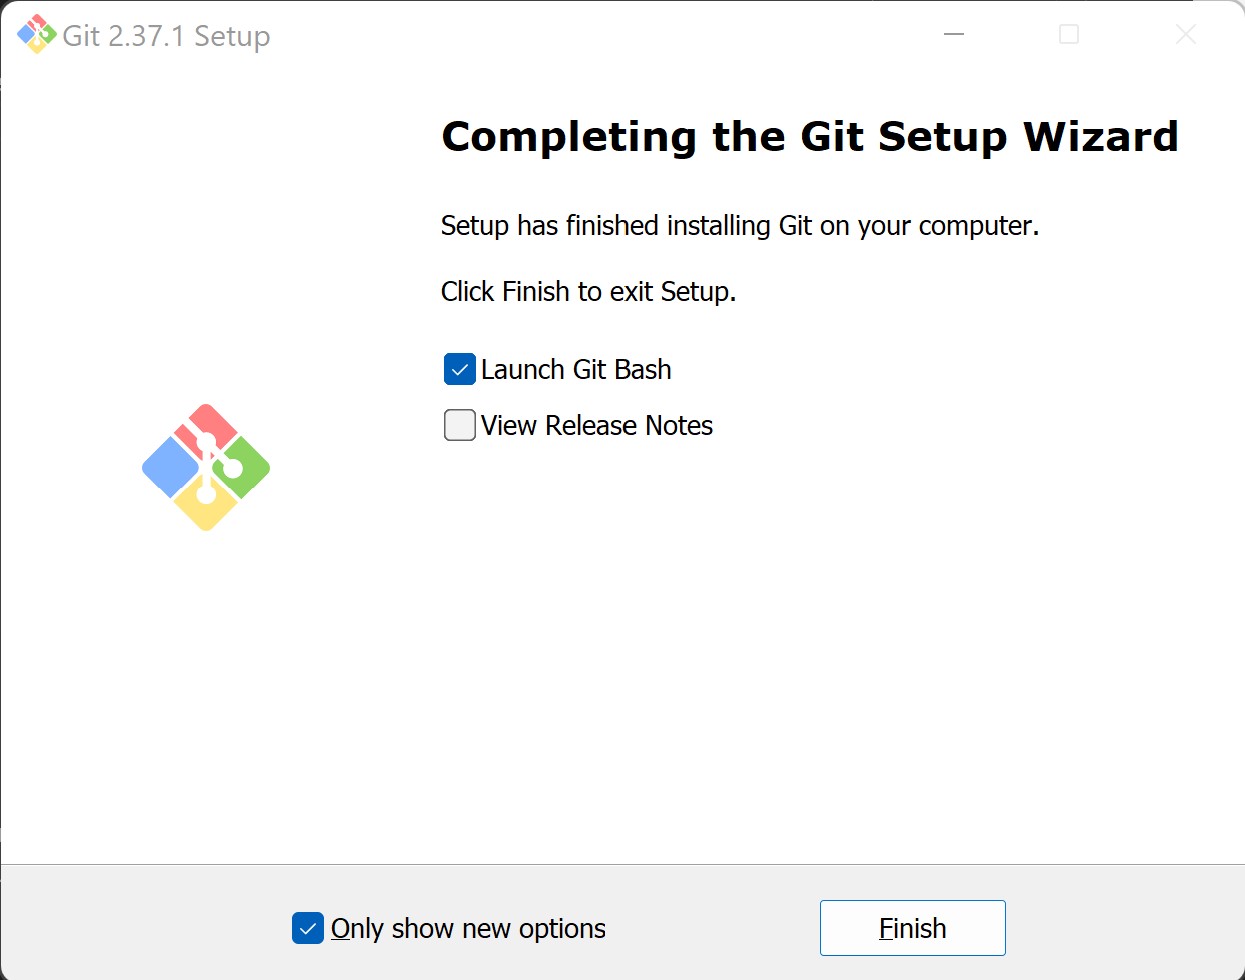 Git 2.37.1 Setup
Completing the Git Setup Wizard
Setup has finished installing Git on your computer.
Click Finish to exit Setup.
Launch Git Bash
View Release Notes
Only show new options
Finish